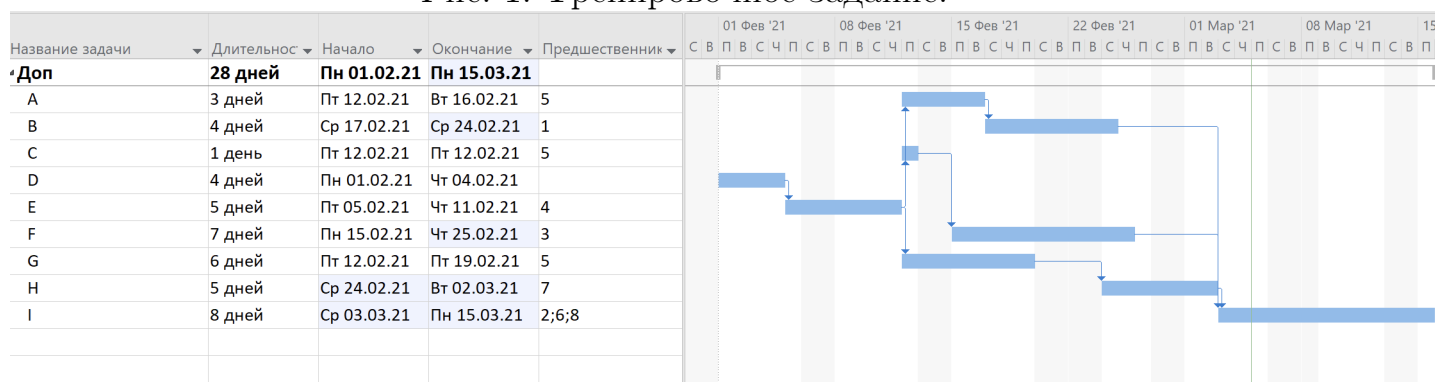 Рис. 1: Тренировочное задание.
01 Фев '21 08 Фев '21 15 Фев '21 22 Фев '21 01 Мар '21 08 Мар '21 15
Название задачи Длительнос Начало Окончание Предшественник С В П В С Ч П С В П В С Ч П С В П В С Ч П С В П В С Ч П С В П В С Ч П С В П В С Ч П С В П
Доп 28 дней Пн 01.02.21 Пн 15.03.21
A 3 дней Пт 12.02.21 Вт 16.02.21 5
B 4 дней Ср 17.02.21 Ср 24.02.21 1
C 1 день Пт 12.02.21 Пт 12.02.21 5
D 4 дней Пн 01.02.21 Чт 04.02.21
E 5 дней Пт 05.02.21 Чт 11.02.21 4
F 7 дней Пн 15.02.21 Чт 25.02.21 3
G 6 дней Пт 12.02.21 Пт 19.02.21 5
H 5 дней Ср 24.02.21 Вт 02.03.21 7
I 8 дней Ср 03.03.21 Пн 15.03.21 2;6;8